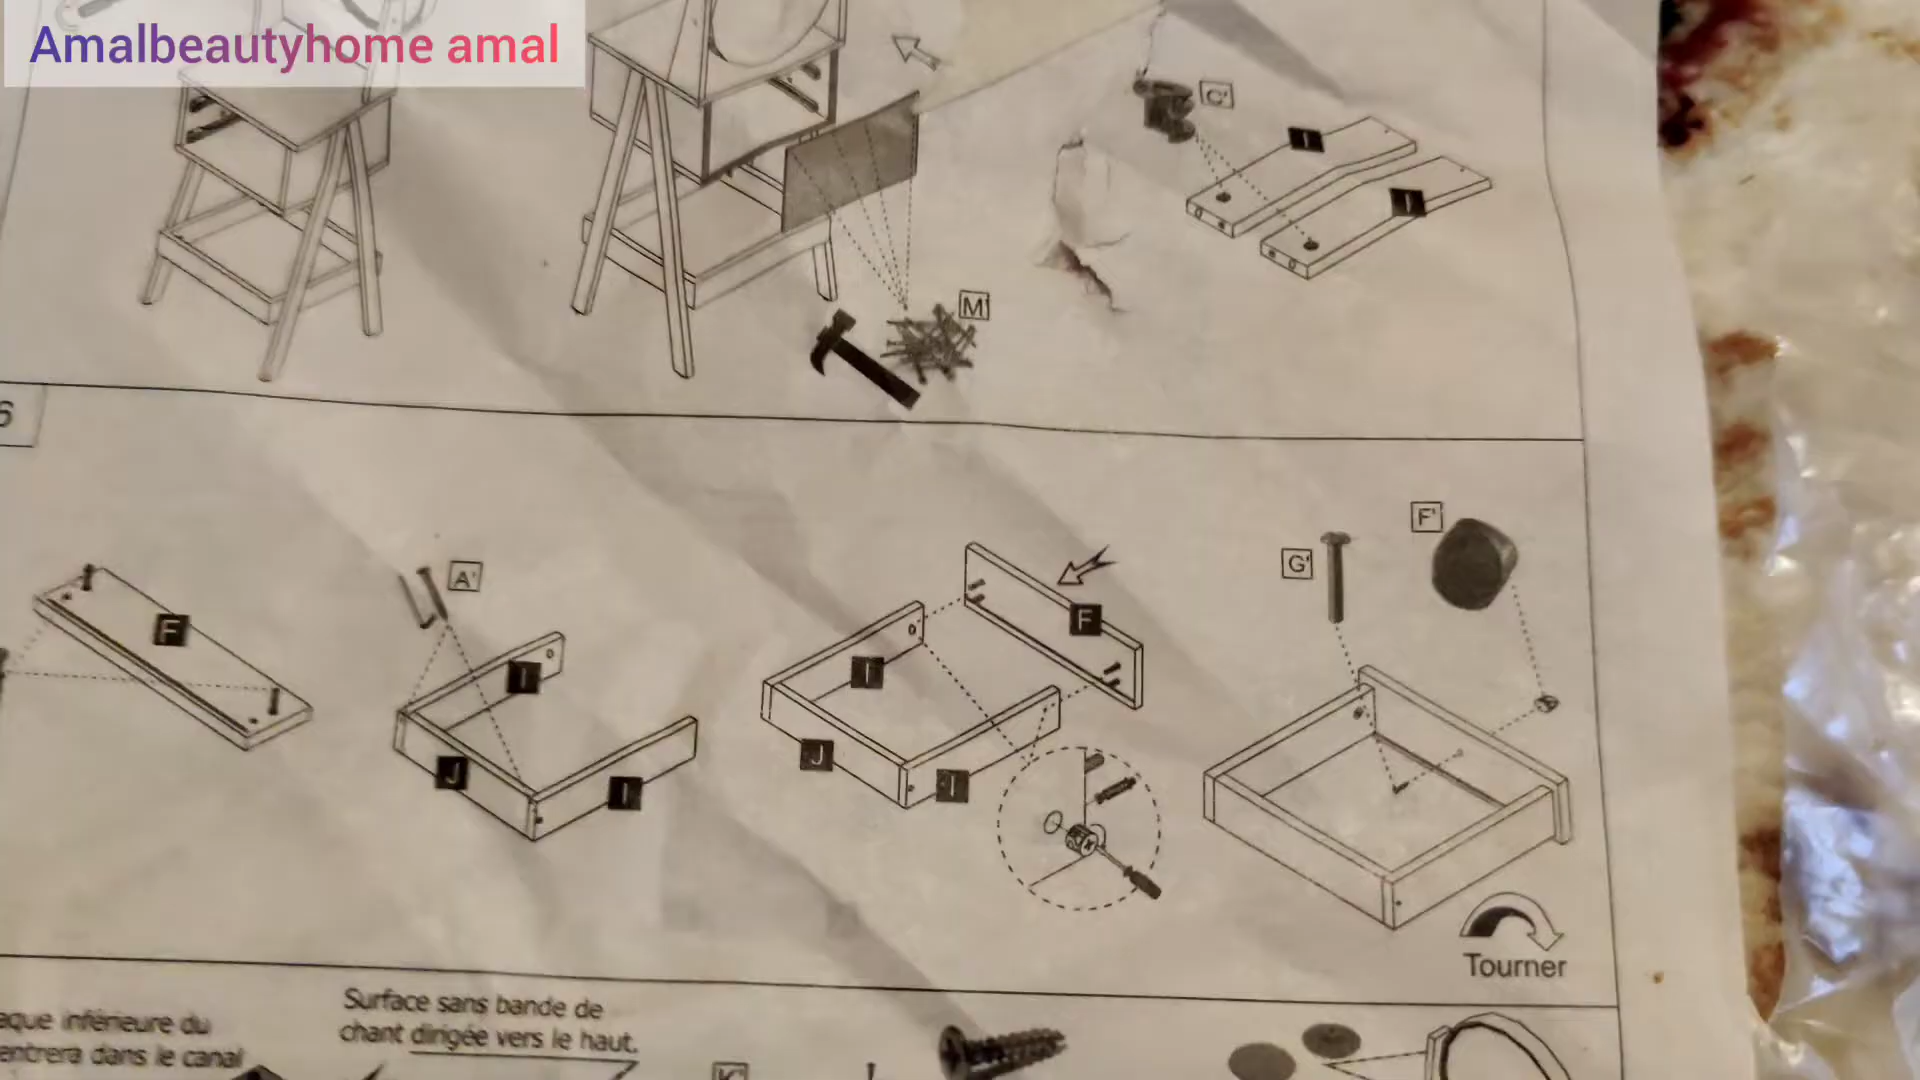 Amalbeautyhome amal
C'
I
I
M'
6
F
A'
I
J
I
F
I
J
I
G'
F'
Tourner
aque inférieure du
entrera dans le canal
Surface sans bande de
chant dirigée vers le haut.
K'